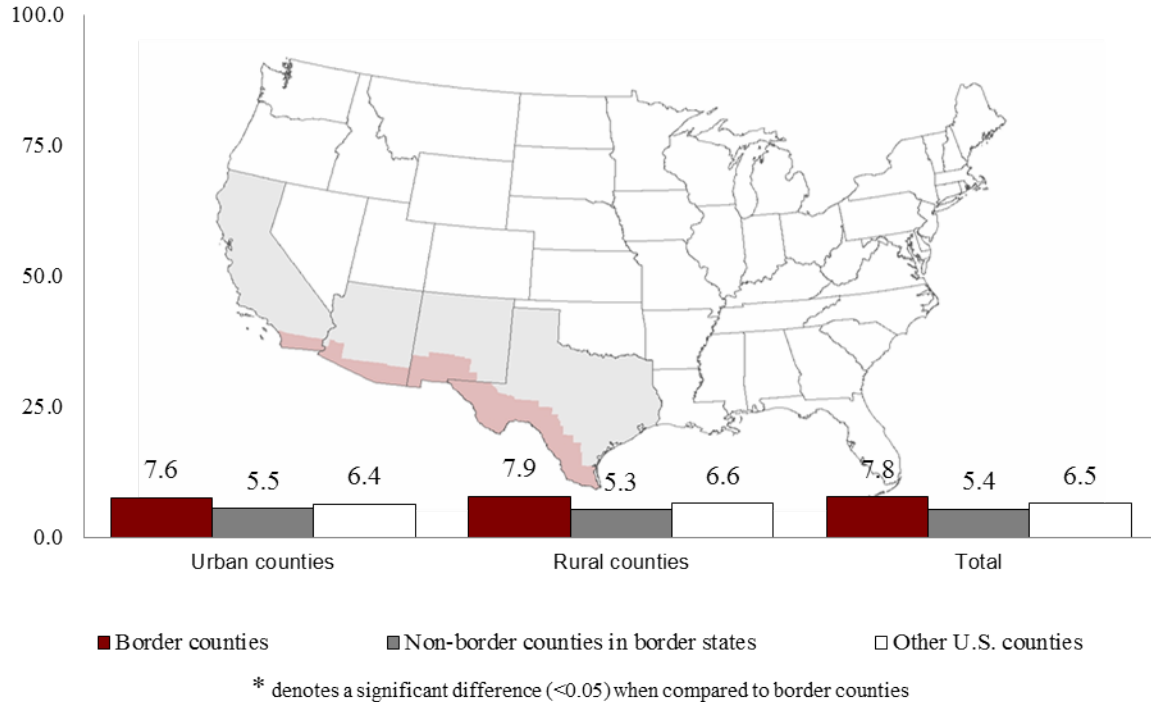 100.0
75.0
50.0
25.0
0.0
7.6 5.5 6.4 7.9 5.3 6.6 7.8 5.4 6.5
Urban counties Rural counties Total
Border counties Non-border counties in border states Other U.S. counties
* denotes a significant difference (<0.05) when compared to border counties